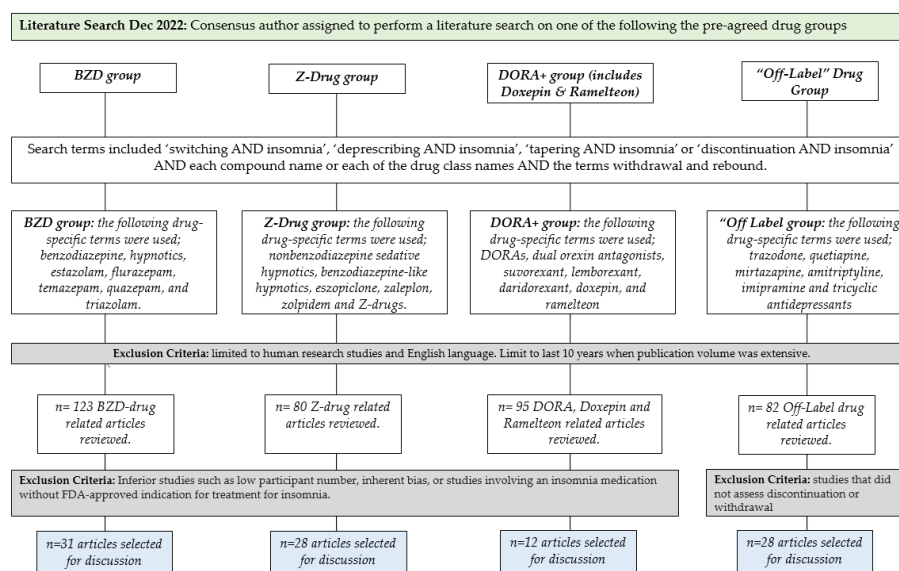 Literature Search Dec 2022: Consensus author assigned to perform a literature search on one of the following the pre-agreed drug groups
BZD group
Z-Drug group
DORA+ group (includes
Doxepin & Ramelteon)
“Off-Label” Drug
Group
Search terms included ‘switching AND insomnia’, ‘deprescribing AND insomnia’, ‘tapering AND insomnia’ or ‘discontinuation AND insomnia’
AND each compound name or each of the drug class names AND the terms withdrawal and rebound.
BZD group: the following drug-
specific terms were used;
benzodiazepine, hypnotics,
estazolam, flurazepam,
temazepam, quazepam, and
triazolam.
Z-Drug group: the following
drug-specific terms were used;
nonbenzodiazepine sedative
hypnotics, benzodiazepine-like
hypnotics, eszopiclone, zaleplon,
zolpidem and Z-drugs.
DORA+ group: the following
drug-specific terms were used;
DORAs, dual orexin antagonists,
suvorexant, lemborexant,
daridorexant, doxepin, and
ramelteon
“Off Label group: the following
drug-specific terms were used;
trazodone, quetiapine,
mirtazapine, amitriptyline,
imipramine and tricyclic
antidepressants
Exclusion Criteria: limited to human research studies and English language. Limit to last 10 years when publication volume was extensive.
n= 123 BZD-drug
related articles
reviewed.
n= 80 Z-drug related
articles reviewed.
n= 95 DORA, Doxepin and
Ramelteon related articles
reviewed.
n= 82 Off-Label drug
related articles
reviewed.
Exclusion Criteria: Inferior studies such as low participant number, inherent bias, or studies involving an insomnia medication
without FDA-approved indication for treatment for insomnia.
Exclusion Criteria: studies that did
not assess discontinuation or
withdrawal
n=31 articles selected
for discussion
n=28 articles selected
for discussion
n=12 articles selected
for discussion
n=28 articles selected
for discussion